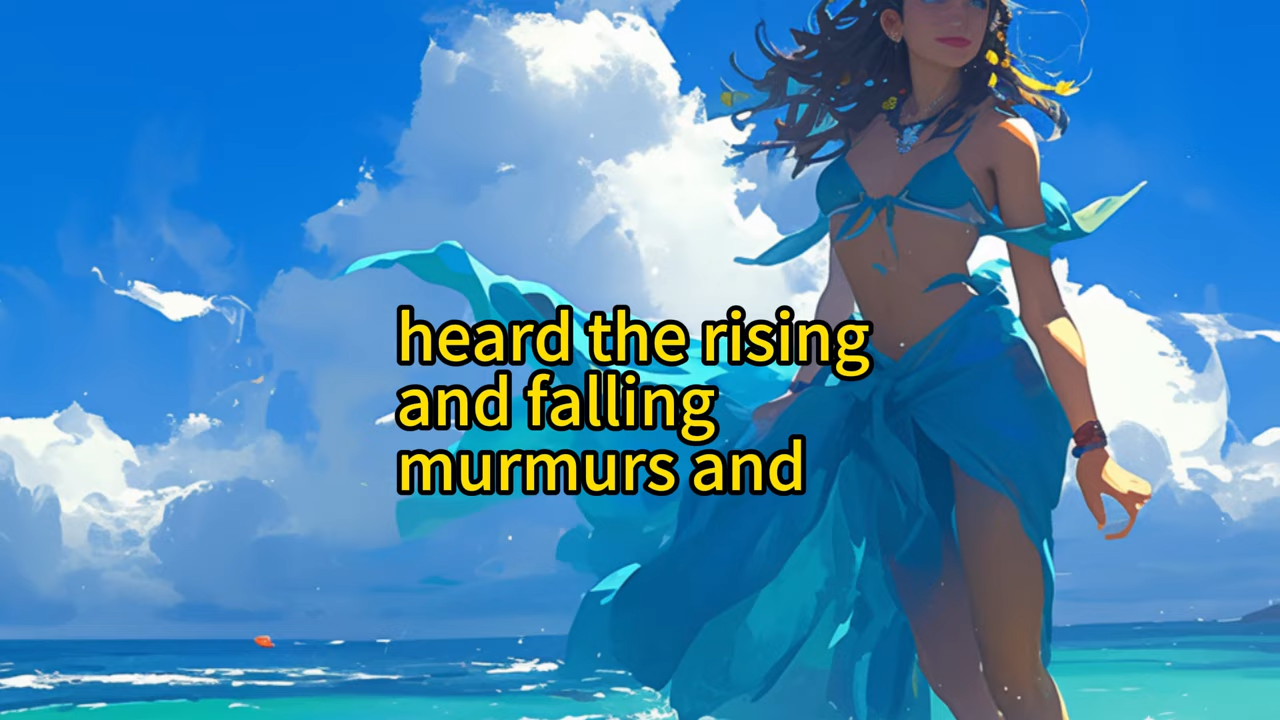 heard the rising
and falling
murmurs and